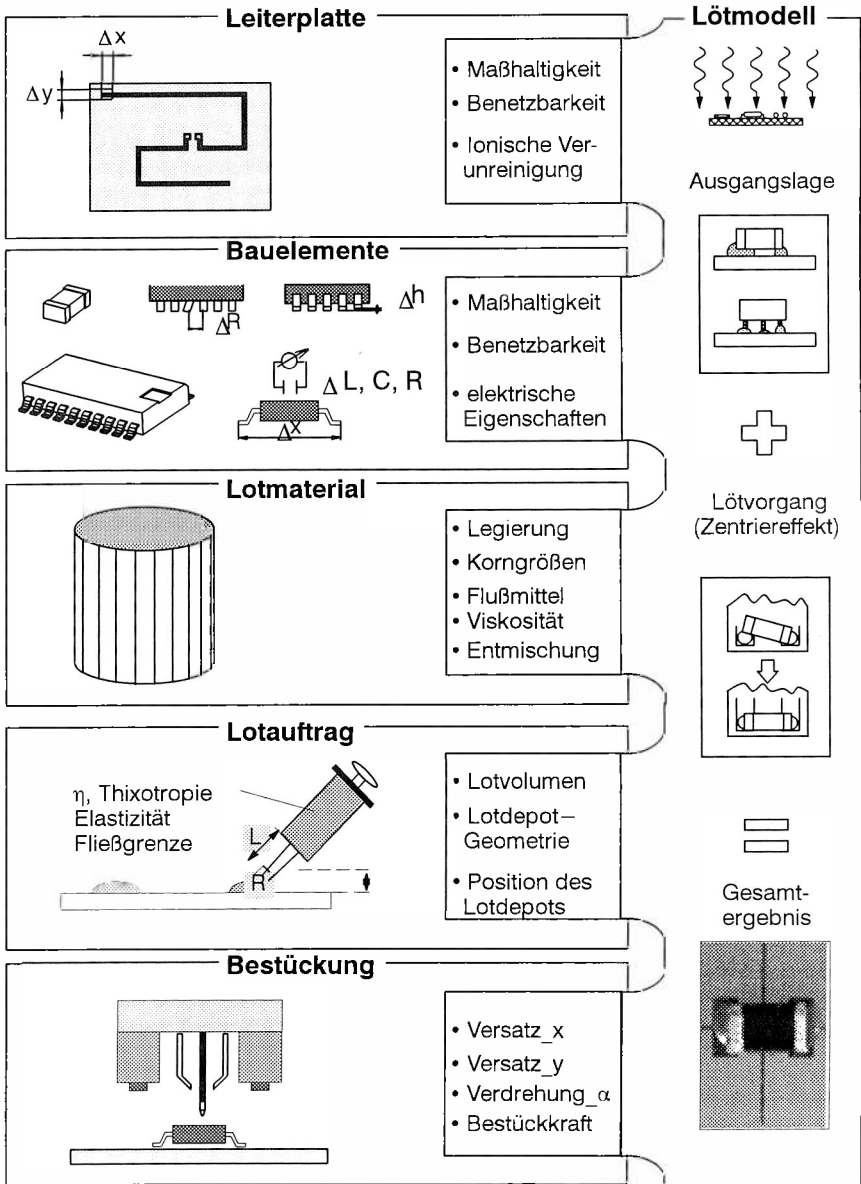 Leiterplatte
Δx
Δy
• Maßhaltigkeit
• Benetzbarkeit
• Ionische Ver-
unreinigung
Bauelemente
ΔR
Δh
Δ L, C, R
Δx
• Maßhaltigkeit
• Benetzbarkeit
• elektrische
Eigenschaften
Lotmaterial
• Legierung
• Korngrößen
• Flußmittel
• Viskosität
• Entmischung
Lotauftrag
η, Thixotropie
Elastizität
Fließgrenze
L
R
• Lotvolumen
• Lotdepot–
Geometrie
• Position des
Lotdepots
Bestückung
• Versatz_x
• Versatz_y
• Verdrehung_α
• Bestückkraft
Lötmodell
Ausgangslage
Lötvorgang
(Zentriereffekt)
Gesamt-
ergebnis